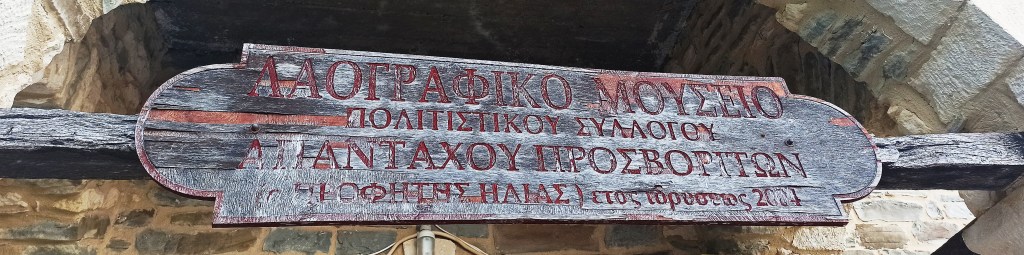 ΛΑΟΓΡΑΦΙΚΟ ΜΟΥΣΕΙΟ
ΠΟΛΙΤΙΣΤΙΚΟΥ ΣΥΛΛΟΓΟΥ
ΑΠΑΝΤΑΧΟΥ ΠΡΟΣΒΟΡΙΤΩΝ
(ο ΠΡΟΦΗΤΗΣ ΗΛΙΑΣ) ετος ιδρυσεως